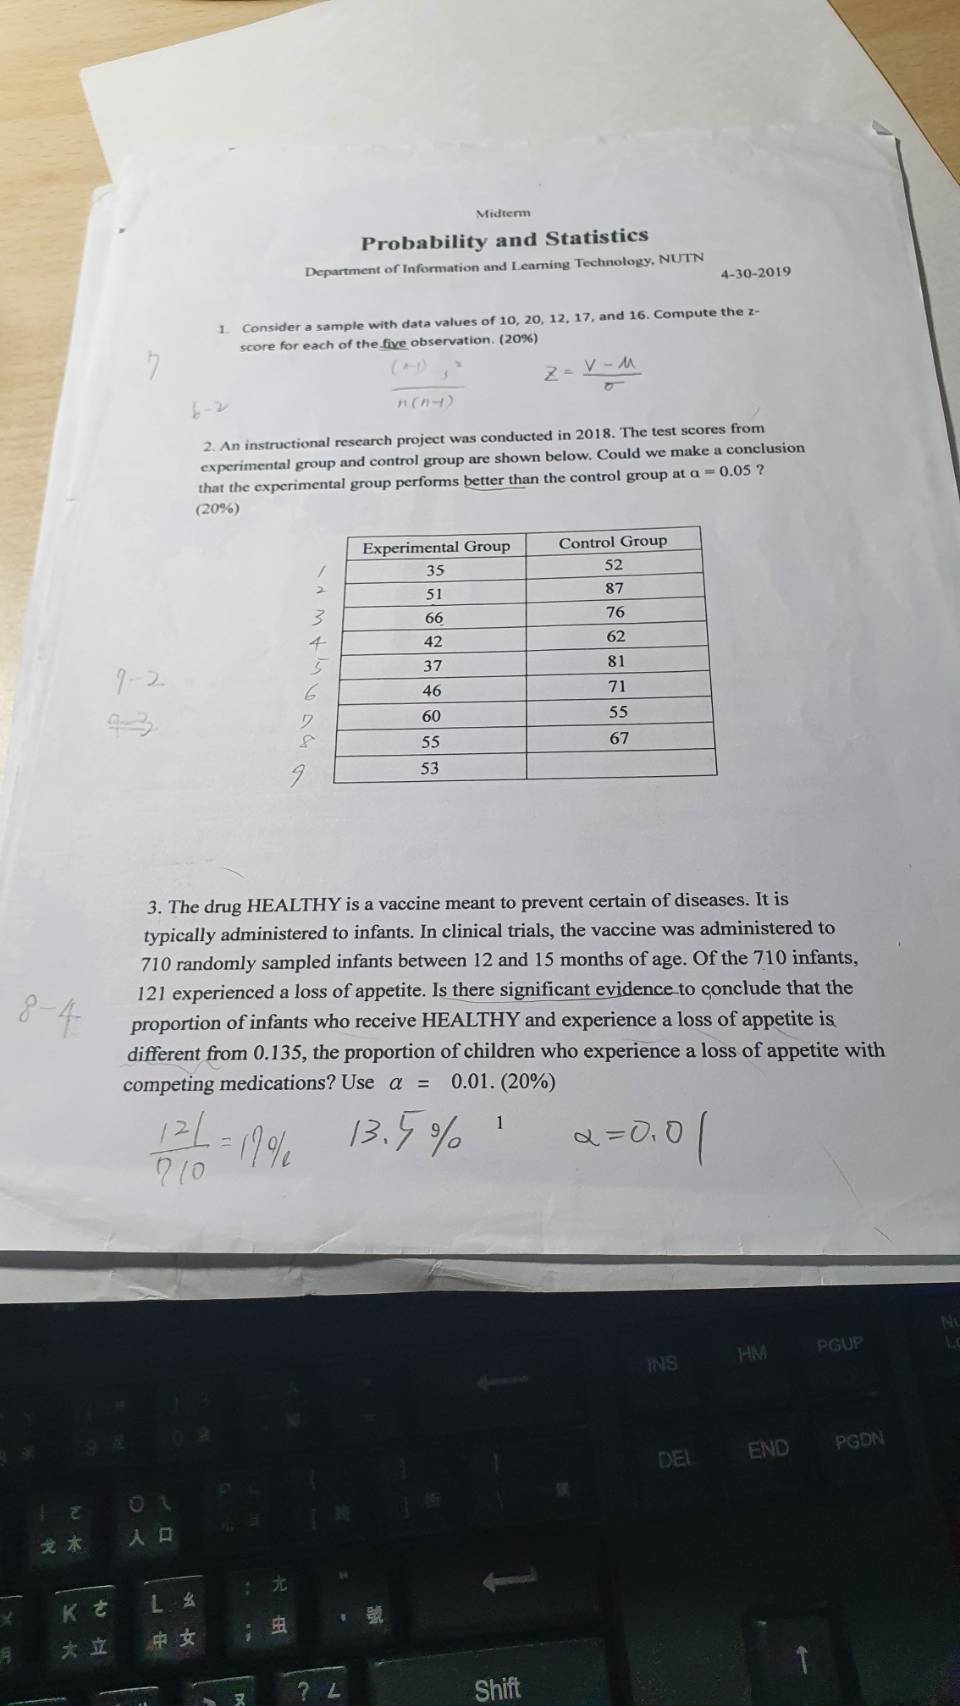 Midterm
Probability and Statistics
Department of Information and Learning Technology, NUTN
4-30-2019
1. Consider a sample with data values of 10, 20, 12, 17, and 16. Compute the z-
score for each of the five observation. (20%)
7
(n-1) s²
n(n-1)
Z = V - M
σ
6-2
2. An instructional research project was conducted in 2018. The test scores from
experimental group and control group are shown below. Could we make a conclusion
that the experimental group performs better than the control group at α = 0.05 ?
(20%)
Experimental Group Control Group
1 35 52
2 51 87
3 66 76
4 42 62
5 37 81
6 46 71
7 60 55
8 55 67
9 53
9-2
9-3
3. The drug HEALTHY is a vaccine meant to prevent certain of diseases. It is
typically administered to infants. In clinical trials, the vaccine was administered to
710 randomly sampled infants between 12 and 15 months of age. Of the 710 infants,
121 experienced a loss of appetite. Is there significant evidence to conclude that the
proportion of infants who receive HEALTHY and experience a loss of appetite is
different from 0.135, the proportion of children who experience a loss of appetite with
competing medications? Use α = 0.01. (20%)
8-4
121
710
= 17% 13.5% α=0.01
1
INS HM PGUP
DEL END PGDN
O 人 口
K 大 立
L 中 女
; 虫
號
? ㄥ
Shift
↑